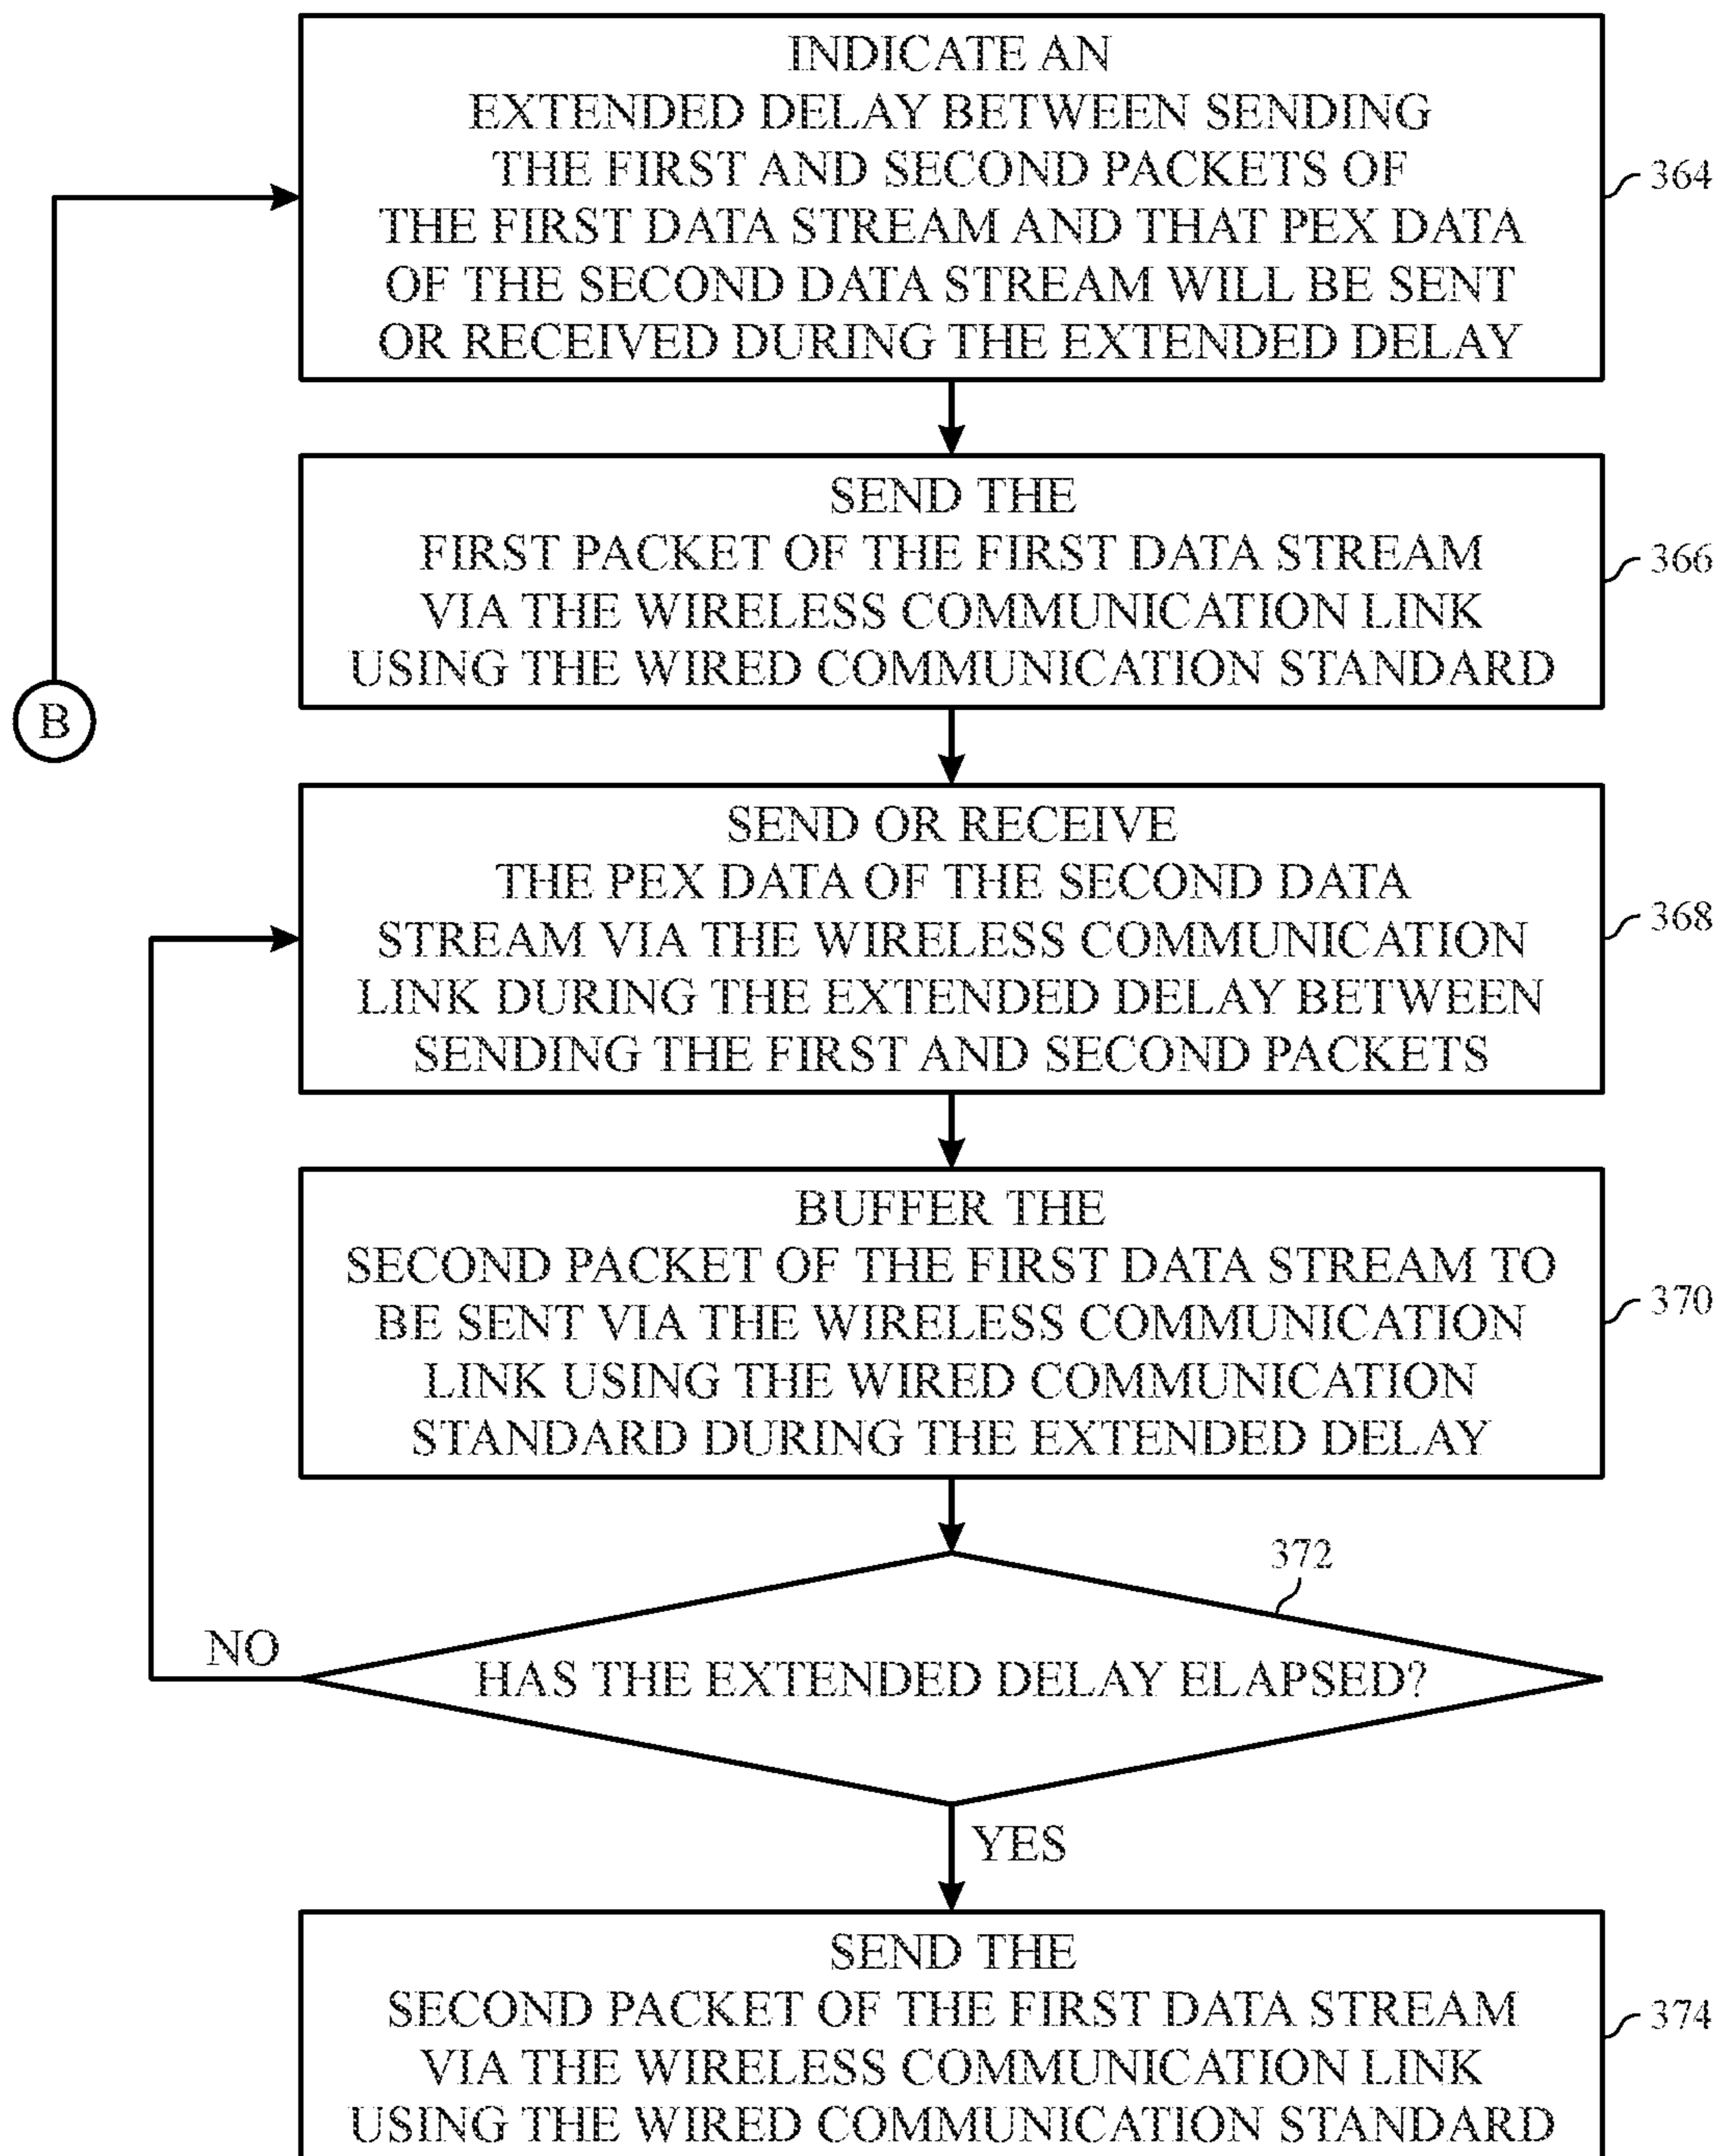 INDICATE AN
EXTENDED DELAY BETWEEN SENDING
THE FIRST AND SECOND PACKETS OF
THE FIRST DATA STREAM AND THAT PEX DATA
OF THE SECOND DATA STREAM WILL BE SENT
OR RECEIVED DURING THE EXTENDED DELAY
364
SEND THE
FIRST PACKET OF THE FIRST DATA STREAM
VIA THE WIRELESS COMMUNICATION LINK
USING THE WIRED COMMUNICATION STANDARD
366
B
SEND OR RECEIVE
THE PEX DATA OF THE SECOND DATA
STREAM VIA THE WIRELESS COMMUNICATION
LINK DURING THE EXTENDED DELAY BETWEEN
SENDING THE FIRST AND SECOND PACKETS
368
BUFFER THE
SECOND PACKET OF THE FIRST DATA STREAM TO
BE SENT VIA THE WIRELESS COMMUNICATION
LINK USING THE WIRED COMMUNICATION
STANDARD DURING THE EXTENDED DELAY
370
372
NO
HAS THE EXTENDED DELAY ELAPSED?
YES
SEND THE
SECOND PACKET OF THE FIRST DATA STREAM
VIA THE WIRELESS COMMUNICATION LINK
USING THE WIRED COMMUNICATION STANDARD
374